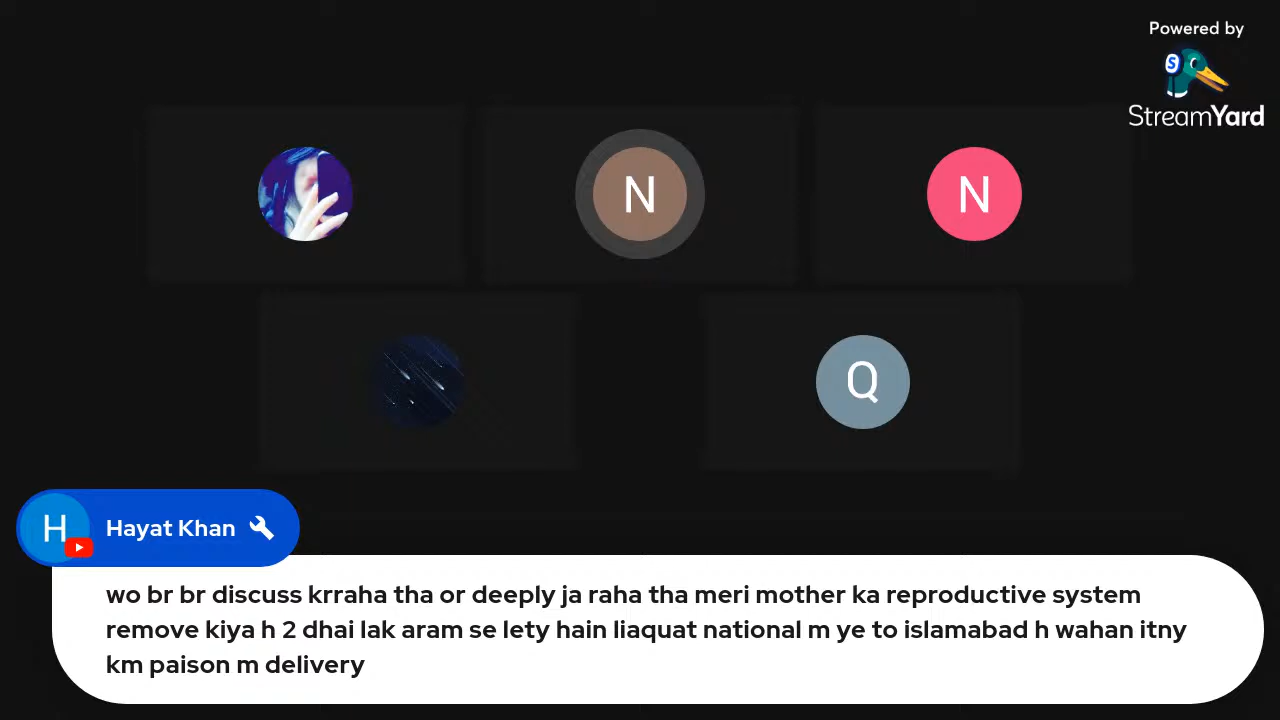 Powered by
S
StreamYard
N
N
Q
H
Hayat Khan
wo br br discuss krraha tha or deeply ja raha tha meri mother ka reproductive system
remove kiya h 2 dhai lak aram se lety hain liaquat national m ye to islamabad h wahan itny
km paison m delivery